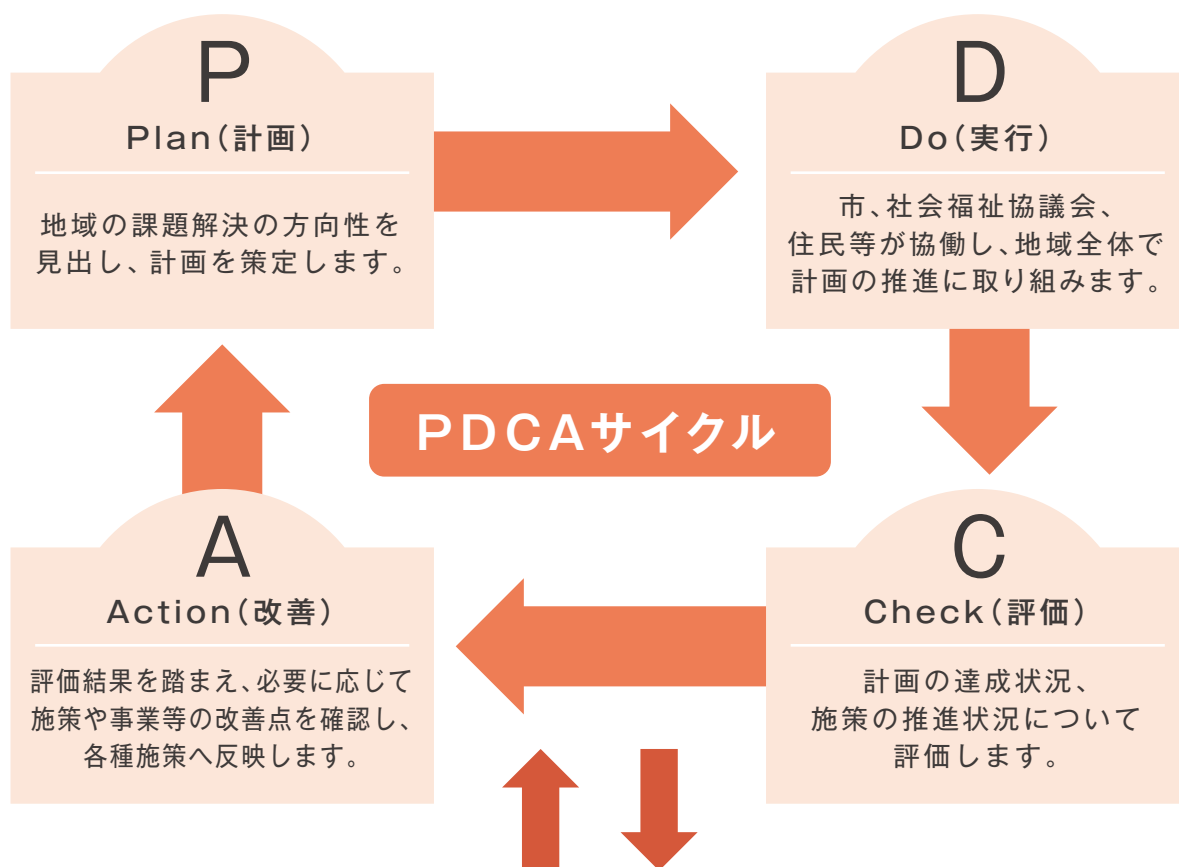 P
Plan(計画)
地域の課題解決の方向性を
見出し、計画を策定します。
D
Do(実行)
市、社会福祉協議会、
住民等が協働し、地域全体で
計画の推進に取り組みます。
PDCAサイクル
A
Action(改善)
評価結果を踏まえ、必要に応じて
施策や事業等の改善点を確認し、
各種施策へ反映します。
C
Check(評価)
計画の達成状況、
施策の推進状況について
評価します。